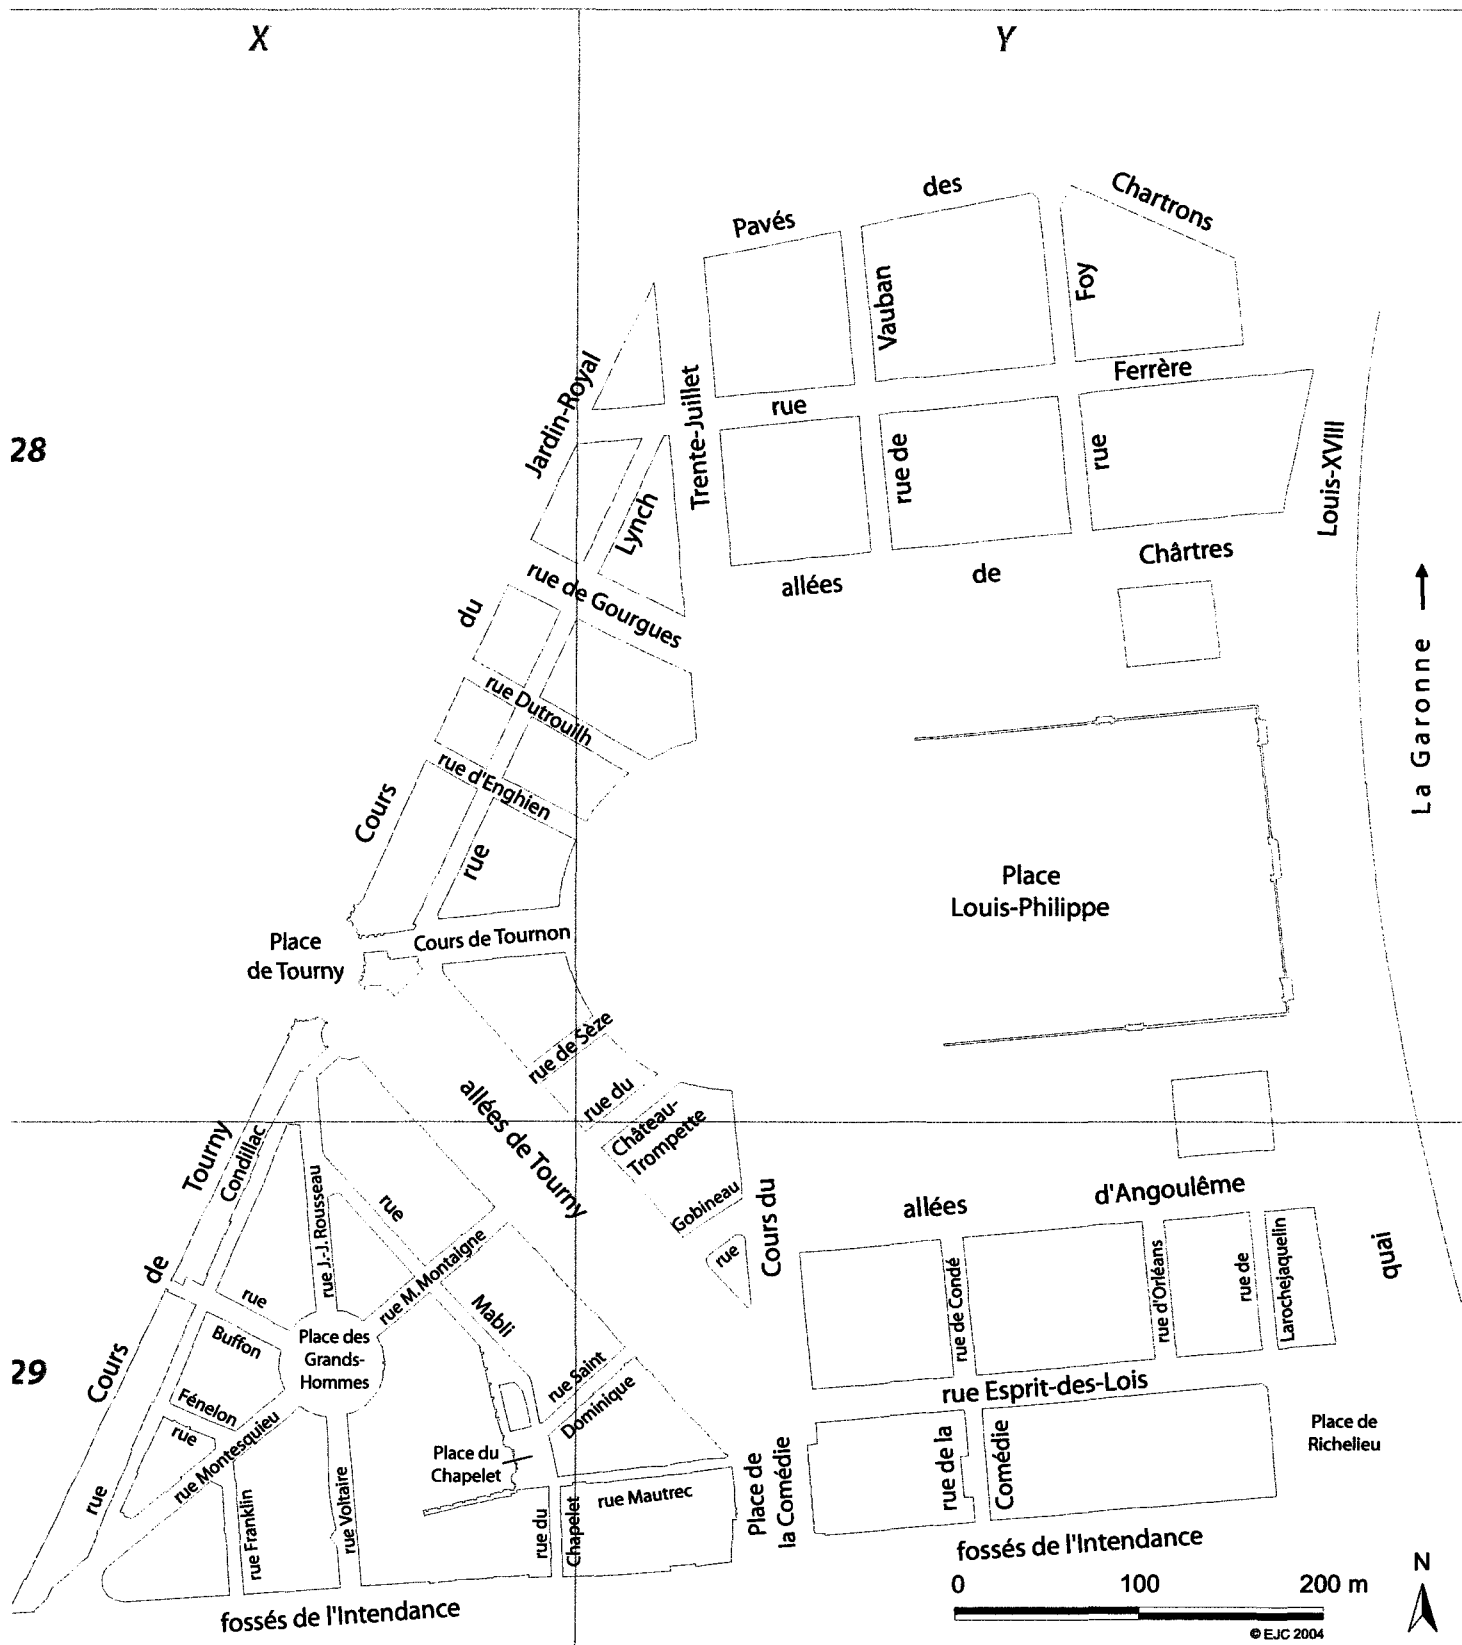 X
Y
des
Chartrons
Pavés
Vauban
Foy
Jardin-Royal
Trente-Juillet
rue
Ferrère
28
rue de
rue
Louis-XVIII
Lynch
Châtres
allées
de
rue de Gourgues
du
rue Dutrouilh
La Garonne
rue d'Enghien
Cours
rue
Place
Louis-Philippe
Place
de Tourny
Cours de Tournon
rue de Sèze
allées de Tourny
rue du
Château-
Trompette
Tourny
Condillac
rue J.-J. Rousseau
rue
Gobineau
rue
Cours du
allées
d'Angoulême
de
rue
rue M. Montaigne
Mabli
rue de Condé
rue d'Orléans
rue de
Larochejaquelin
quai
Buffon
Place des
Grands-
Hommes
29
Cours
Fénelon
rue
rue Saint
Dominique
rue Esprit-des-Lois
rue Montesquieu
Place du
Chapelet
Place de
la Comédie
rue de la
Comédie
Place de
Richelieu
rue
rue Franklin
rue Voltaire
rue du
Chapelet
rue Mautrec
fossés de l'Intendance
fossés de l'Intendance
N
0 100 200 m
© EJC 2004